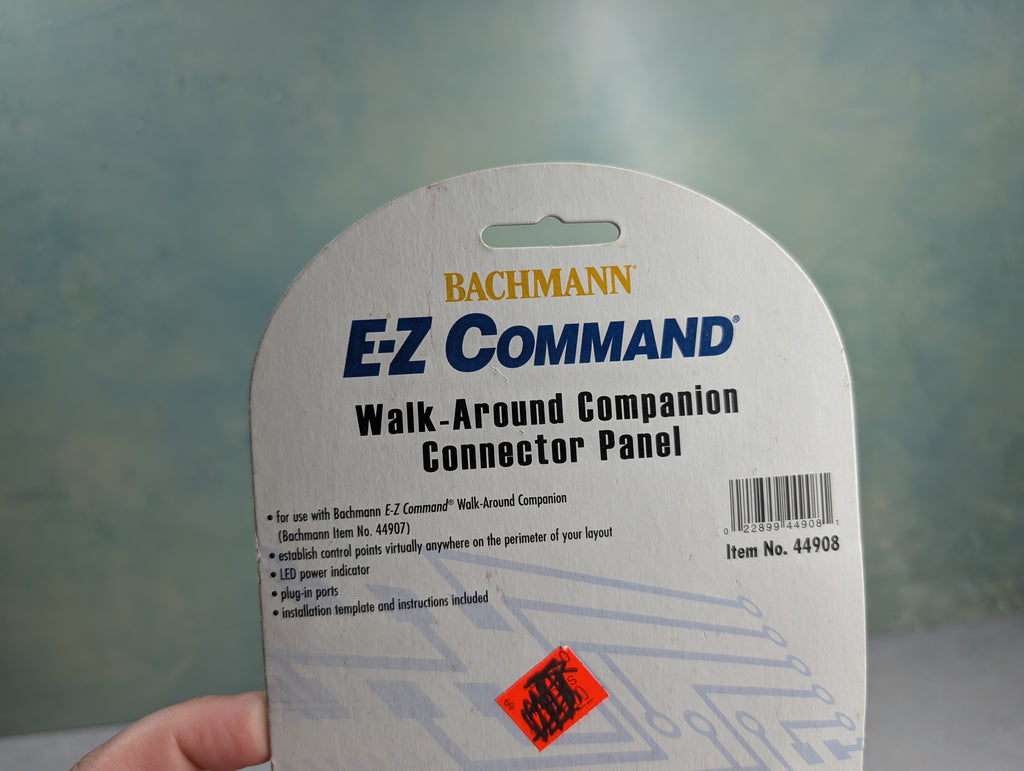 BACHMANN®
E-Z COMMAND®
Walk-Around Companion
Connector Panel
• for use with Bachmann E-Z Command® Walk-Around Companion
(Bachmann Item No. 44907)
• establish control points virtually anywhere on the perimeter of your layout
• LED power indicator
• plug-in ports
• installation template and instructions included
0 22899 44908 1
Item No. 44908